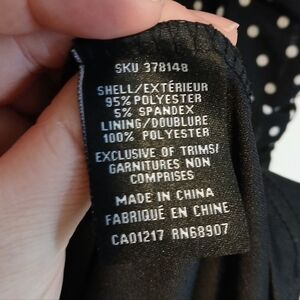 SKU 378148
SHELL/EXTÉRIEUR
95% POLYESTER
5% SPANDEX
LINING/DOUBLURE
100% POLYESTER
EXCLUSIVE OF TRIMS/
GARNITURES NON
COMPRISES
MADE IN CHINA
FABRIQUÉ EN CHINE
CA01217 RN68907